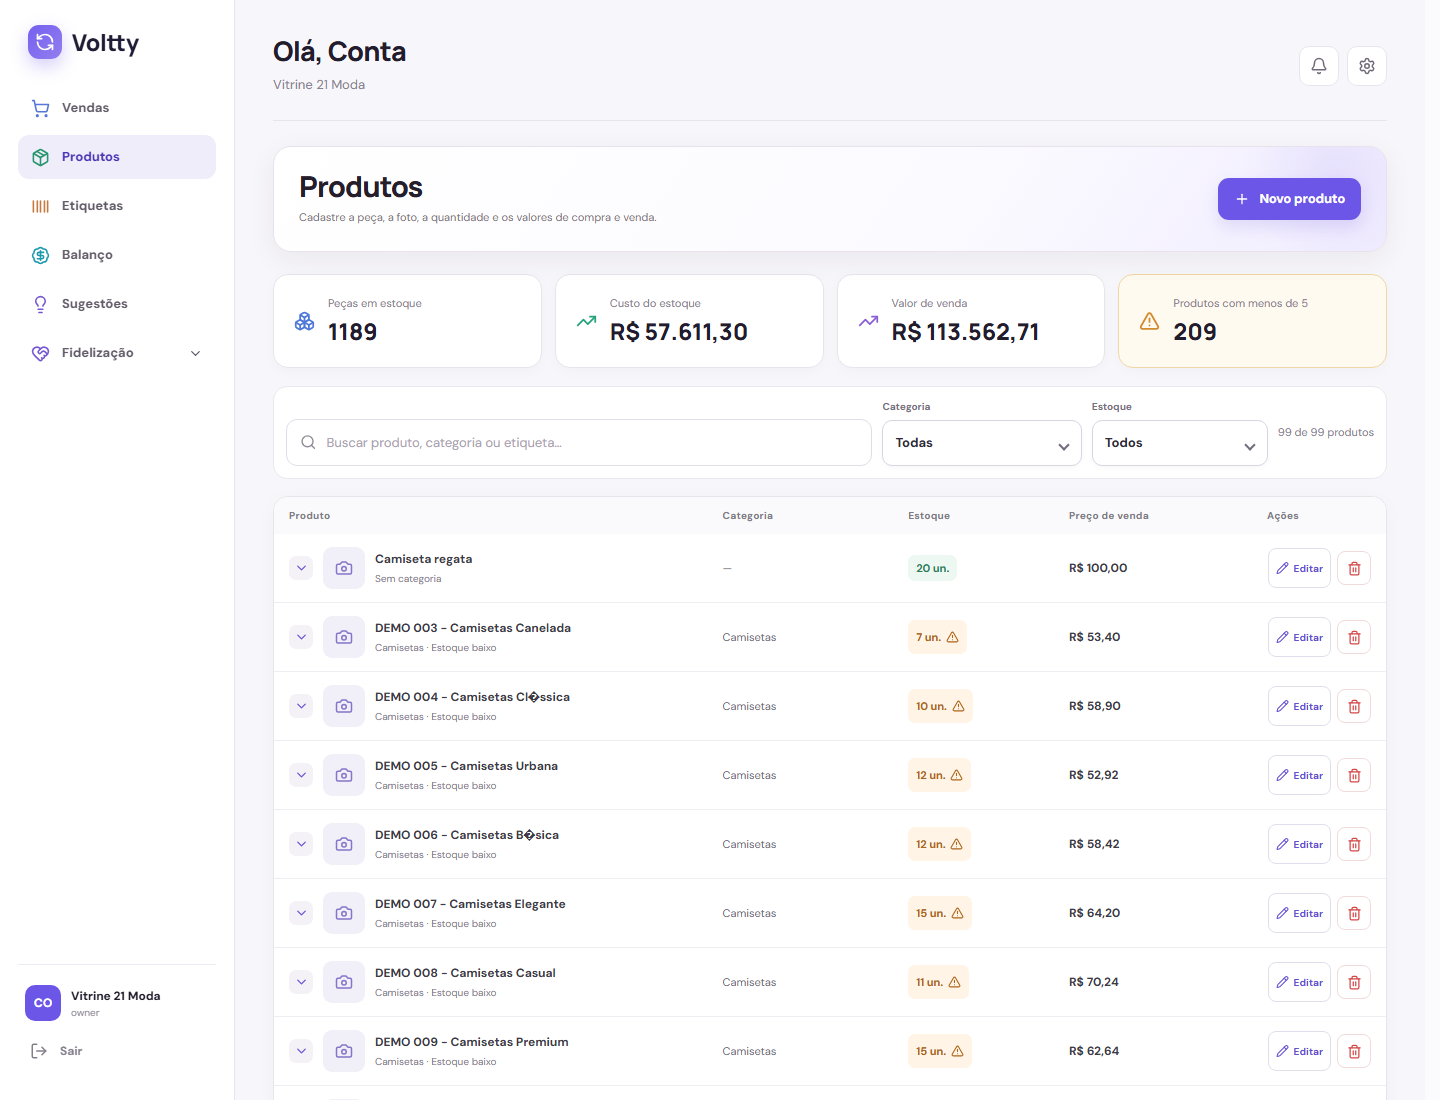 Voltty
Vendas
Produtos
Etiquetas
Balanço
Sugestões
Fidelização
CO
Vitrine 21 Moda
owner
Sair
Olá, Conta
Vitrine 21 Moda
Produtos
Cadastre a peça, a foto, a quantidade e os valores de compra e venda.
Novo produto
Peças em estoque
1189
Custo do estoque
R$ 57.611,30
Valor de venda
R$ 113.562,71
Produtos com menos de 5
209
Buscar produto, categoria ou etiqueta...
Categoria
Todas
Estoque
Todos
99 de 99 produtos
Produto Categoria Estoque Preço de venda Ações
Camiseta regata
Sem categoria
— 20 un. R$ 100,00 Editar
DEMO 003 - Camisetas Canelada
Camisetas · Estoque baixo
Camisetas 7 un. R$ 53,40 Editar
DEMO 004 - Camisetas Cl�ssica
Camisetas · Estoque baixo
Camisetas 10 un. R$ 58,90 Editar
DEMO 005 - Camisetas Urbana
Camisetas · Estoque baixo
Camisetas 12 un. R$ 52,92 Editar
DEMO 006 - Camisetas B�sica
Camisetas · Estoque baixo
Camisetas 12 un. R$ 58,42 Editar
DEMO 007 - Camisetas Elegante
Camisetas · Estoque baixo
Camisetas 15 un. R$ 64,20 Editar
DEMO 008 - Camisetas Casual
Camisetas · Estoque baixo
Camisetas 11 un. R$ 70,24 Editar
DEMO 009 - Camisetas Premium
Camisetas · Estoque baixo
Camisetas 15 un. R$ 62,64 Editar